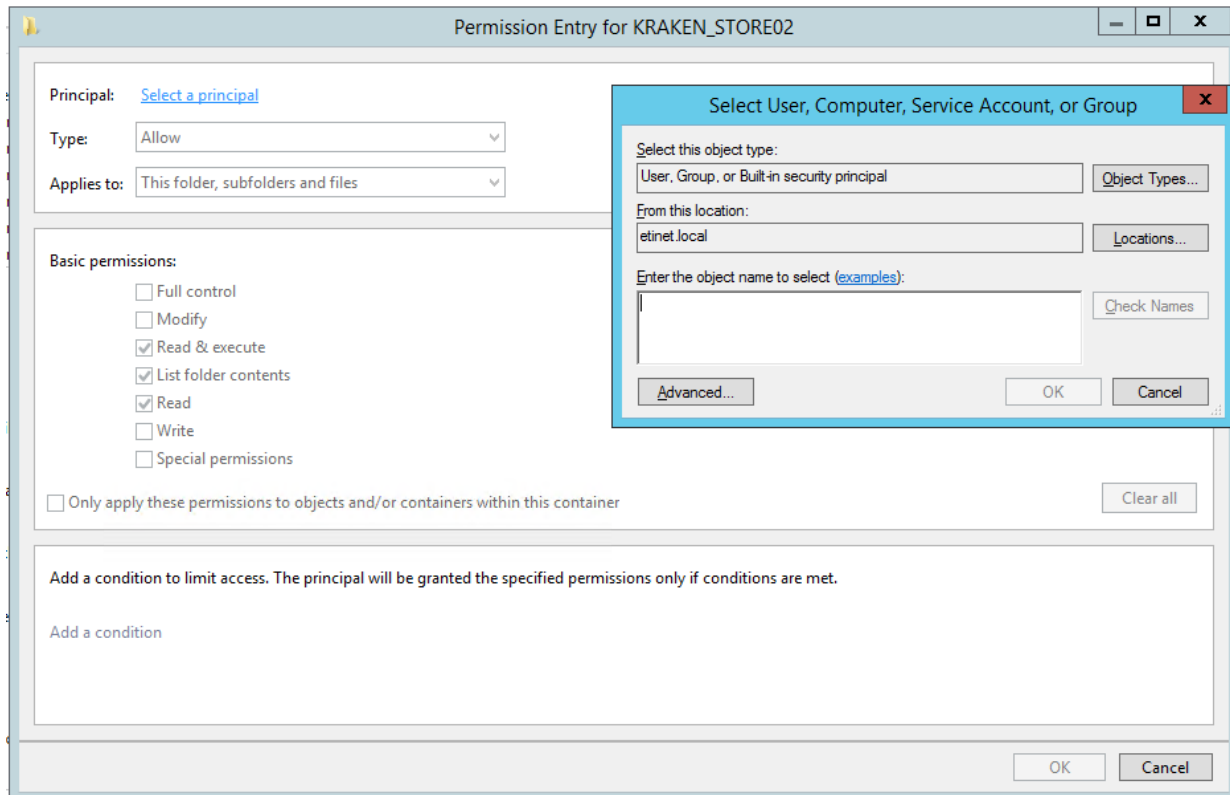 Permission Entry for KRAKEN_STORE02
Principal: Select a principal
Type: Allow
Applies to: This folder, subfolders and files
Basic permissions:
Full control
Modify
Read & execute
List folder contents
Read
Write
Special permissions
Only apply these permissions to objects and/or containers within this container
Clear all
Add a condition to limit access. The principal will be granted the specified permissions only if conditions are met.
Add a condition
OK Cancel
Select User, Computer, Service Account, or Group
Select this object type:
User, Group, or Built-in security principal Object Types...
From this location:
etinet.local Locations...
Enter the object name to select (examples):
Check Names
Advanced... OK Cancel